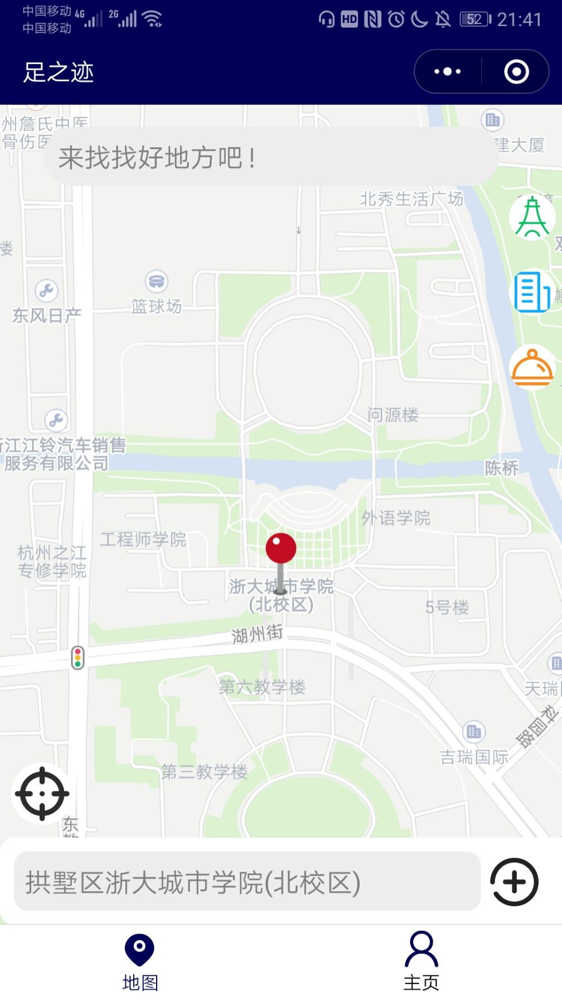 中国移动 4G 2G HD 52 21:41
中国移动
足之迹
州詹氏中医
骨伤医
建大厦
来找找好地方吧！
北秀生活广场
楼
篮球场
东风日产
问源楼
江江铃汽车销售
服务有限公司
陈桥
外语学院
工程师学院
杭州之江
专修学院
浙大城市学院
(北校区)
5号楼
湖州街
第六教学楼
天瑞
科园路
吉瑞国际
第三教学楼
东
拱墅区浙大城市学院(北校区)
地图
主页